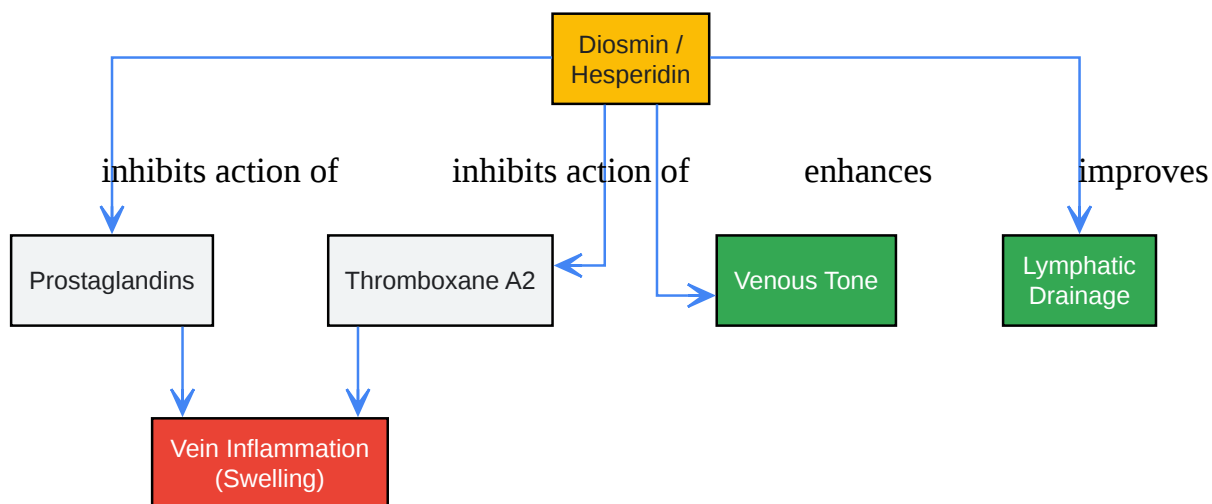 Diosmin /
Hesperidin
inhibits action of
inhibits action of
enhances
improves
Prostaglandins
Thromboxane A2
Venous Tone
Lymphatic
Drainage
Vein Inflammation
(Swelling)